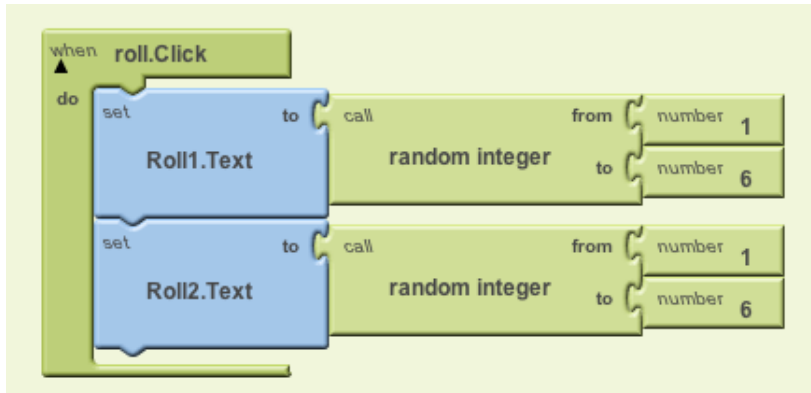 when roll.Click
do
set to call from number 1
Roll1.Text random integer
to number 6
set to call from number 1
Roll2.Text random integer
to number 6